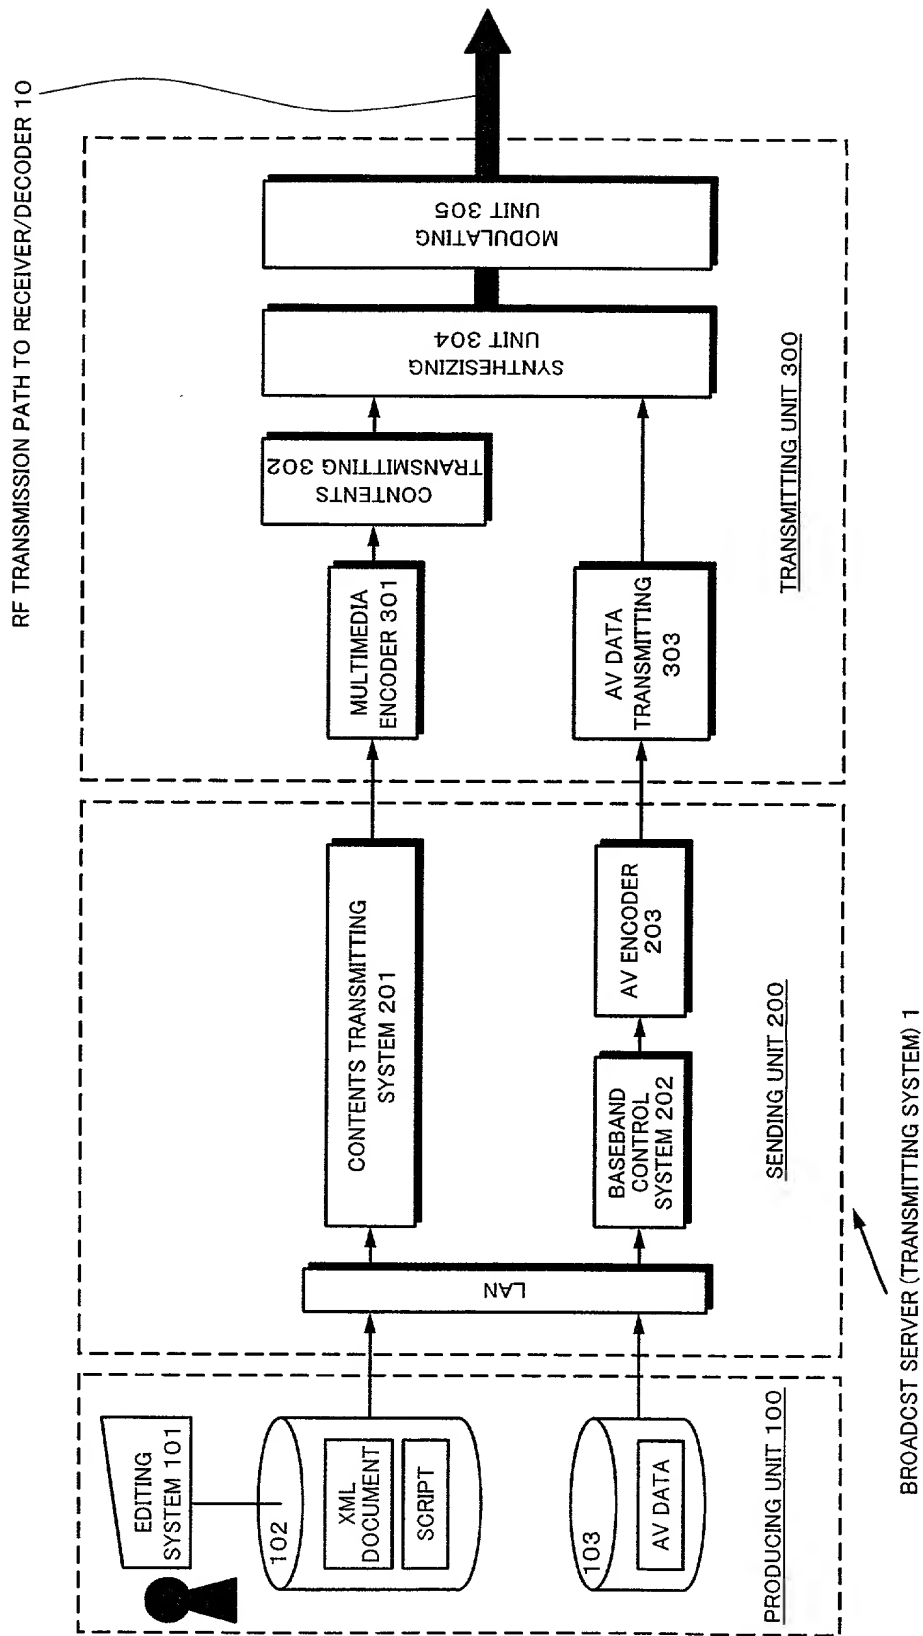 RF TRANSMISSION PATH TO RECEIVER/DECODER 10
EDITING
SYSTEM 101
102
XML
DOCUMENT
SCRIPT
103
AV DATA
PRODUCING UNIT 100
LAN
CONTENTS TRANSMITTING
SYSTEM 201
BASEBAND
CONTROL
SYSTEM 202
AV ENCODER
203
SENDING UNIT 200
MULTIMEDIA
ENCODER 301
CONTENTS
TRANSMITTING 302
AV DATA
TRANSMITTING
303
SYNTHESIZING
UNIT 304
MODULATING
UNIT 305
TRANSMITTING UNIT 300
BROADCST SERVER (TRANSMITTING SYSTEM) 1